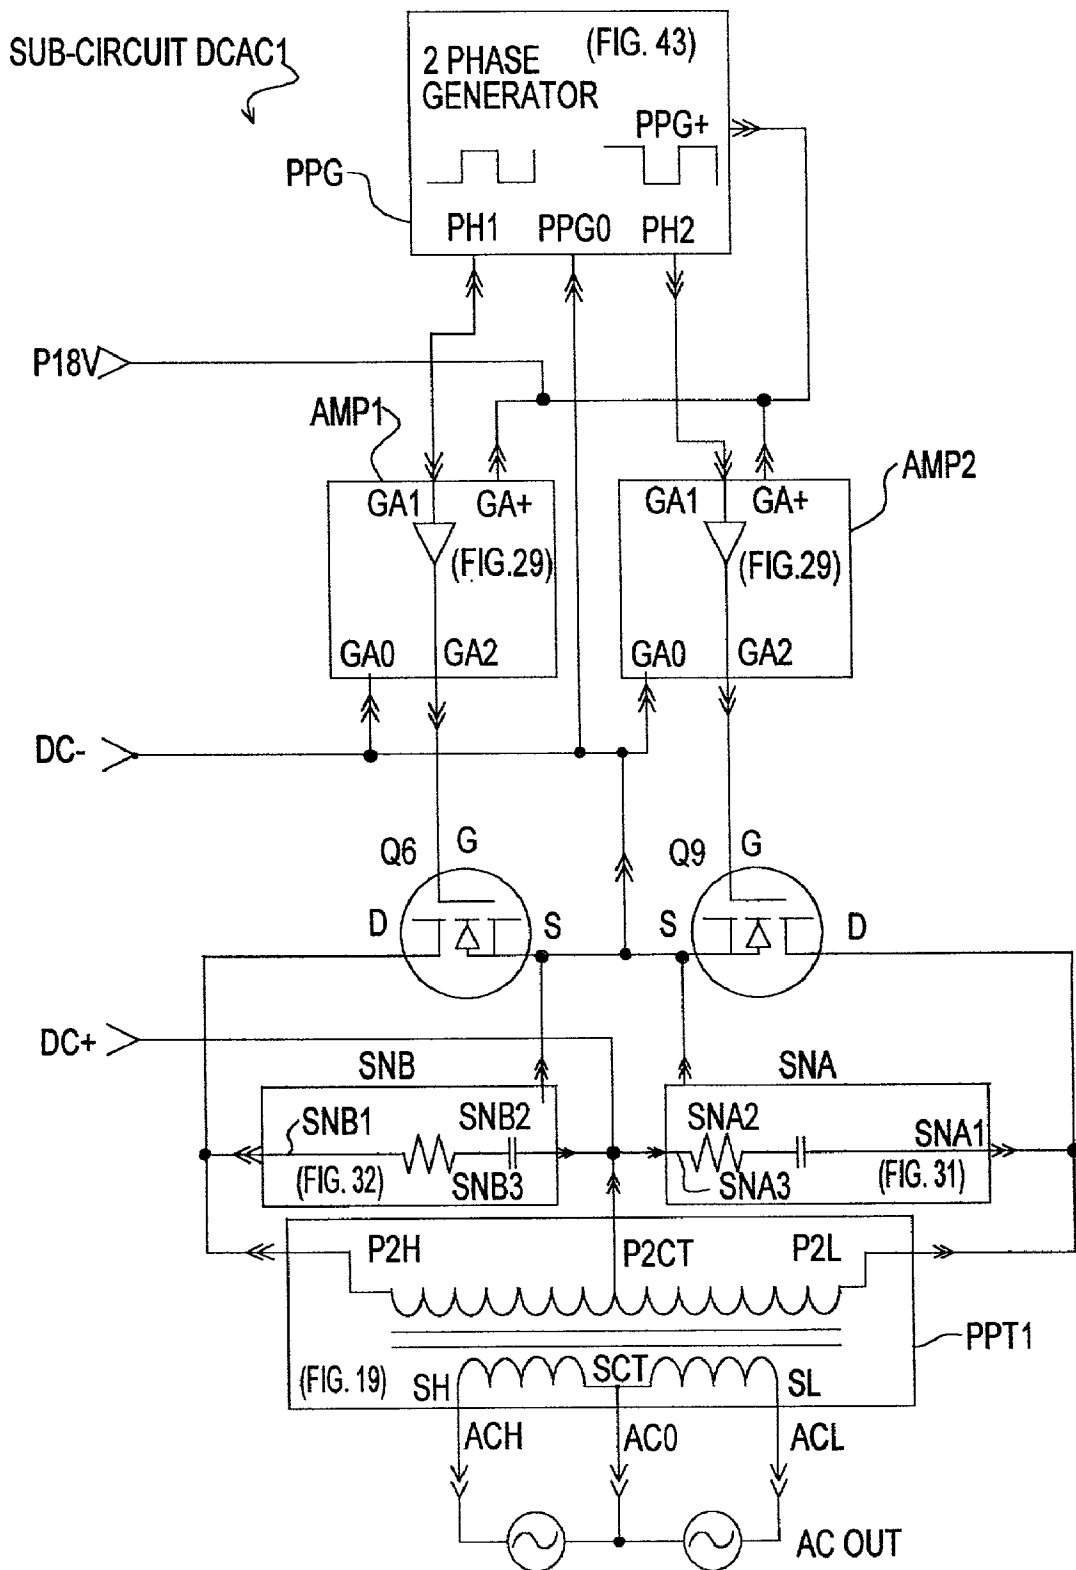 SUB-CIRCUIT DCAC1
(FIG. 43)
2 PHASE
GENERATOR
PPG+
PPG
PH1 PPG0 PH2
P18V
AMP1
AMP2
GA1 GA+
(FIG.29)
GA0 GA2
GA1 GA+
(FIG.29)
GA0 GA2
DC-
Q6 G
D S
Q9 G
S D
DC+
SNB
SNA
SNB1 SNB2
(FIG. 32) SNB3
SNA2 SNA1
SNA3 (FIG. 31)
P2H P2CT P2L
PPT1
(FIG. 19) SH SCT SL
ACH AC0 ACL
AC OUT